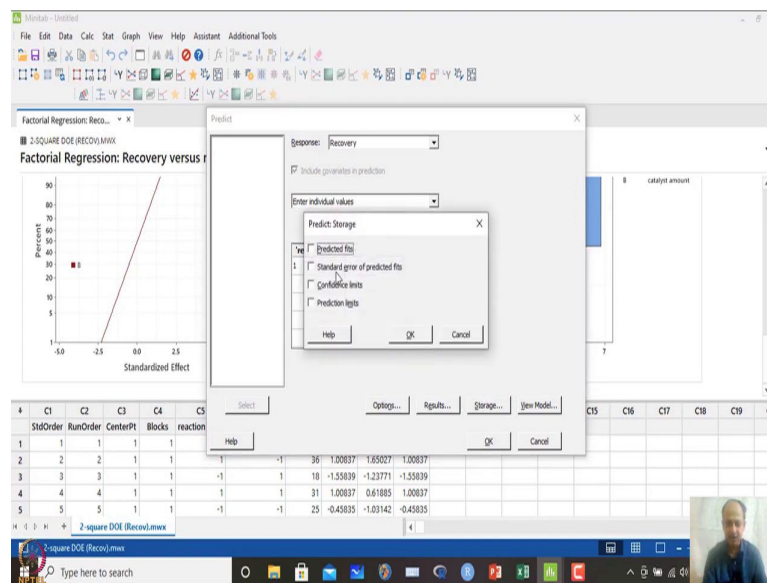 Minitab - Untitled
File Edit Data Calc Stat Graph View Help Assistant Additional Tools
Factorial Regression: Reco...
2-SQUARE DOE (RECOV).MWX
Factorial Regression: Recovery versus r
90
80
70
60
50
40
30
20
10
5
1
Percent
B
-5.0 -2.5 0.0 2.5
Standardized Effect
B catalyst amount
7
Predict
Response: Recovery
Include covariates in prediction
Enter individual values
're
1
Predict: Storage
Predicted fits
Standard error of predicted fits
Confidence limits
Prediction limits
Help OK Cancel
Select Options... Results... Storage... View Model...
Help OK Cancel
C1 C2 C3 C4 C5 C15 C16 C17 C18 C19
StdOrder RunOrder CenterPt Blocks reaction
1 1 1 1 1
2 2 2 1 1 1 -1 36 1.00837 1.65027 1.00837
3 3 3 1 1 -1 1 18 -1.55839 -1.23771 -1.55839
4 4 4 1 1 1 1 31 1.00837 0.61885 1.00837
5 5 5 1 1 -1 -1 25 -0.45835 -1.03142 -0.45835
2-square DOE (Recov).mwx
2-square DOE (Recov).mwx
Type here to search
NPTEL